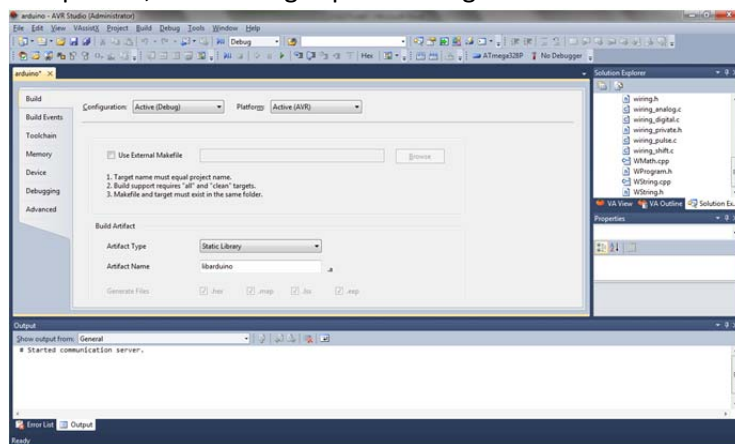 arduino - AVR Studio (Administrator)
File Edit View VAssistX Project Build Debug Tools Window Help
Debug
Hex
ATmega328P No Debugger
arduino*
Build
Build Events
Toolchain
Memory
Device
Debugging
Advanced
Configuration: Active (Debug) Platform: Active (AVR)
Use External Makefile Browse
1. Target name must equal project name.
2. Build support requires "all" and "clean" targets.
3. Makefile and target must exist in the same folder.
Build Artifact
Artifact Type Static Library
Artifact Name libarduino .a
Generate Files .hex .map .lss .eep
Solution Explorer
wiring.h
wiring_analog.c
wiring_digital.c
wiring_private.h
wiring_pulse.c
wiring_shift.c
WMath.cpp
WProgram.h
WString.cpp
WString.h
VA View VA Outline Solution Ex...
Properties
Output
Show output from: General
# Started communication server.
Error List Output
Ready